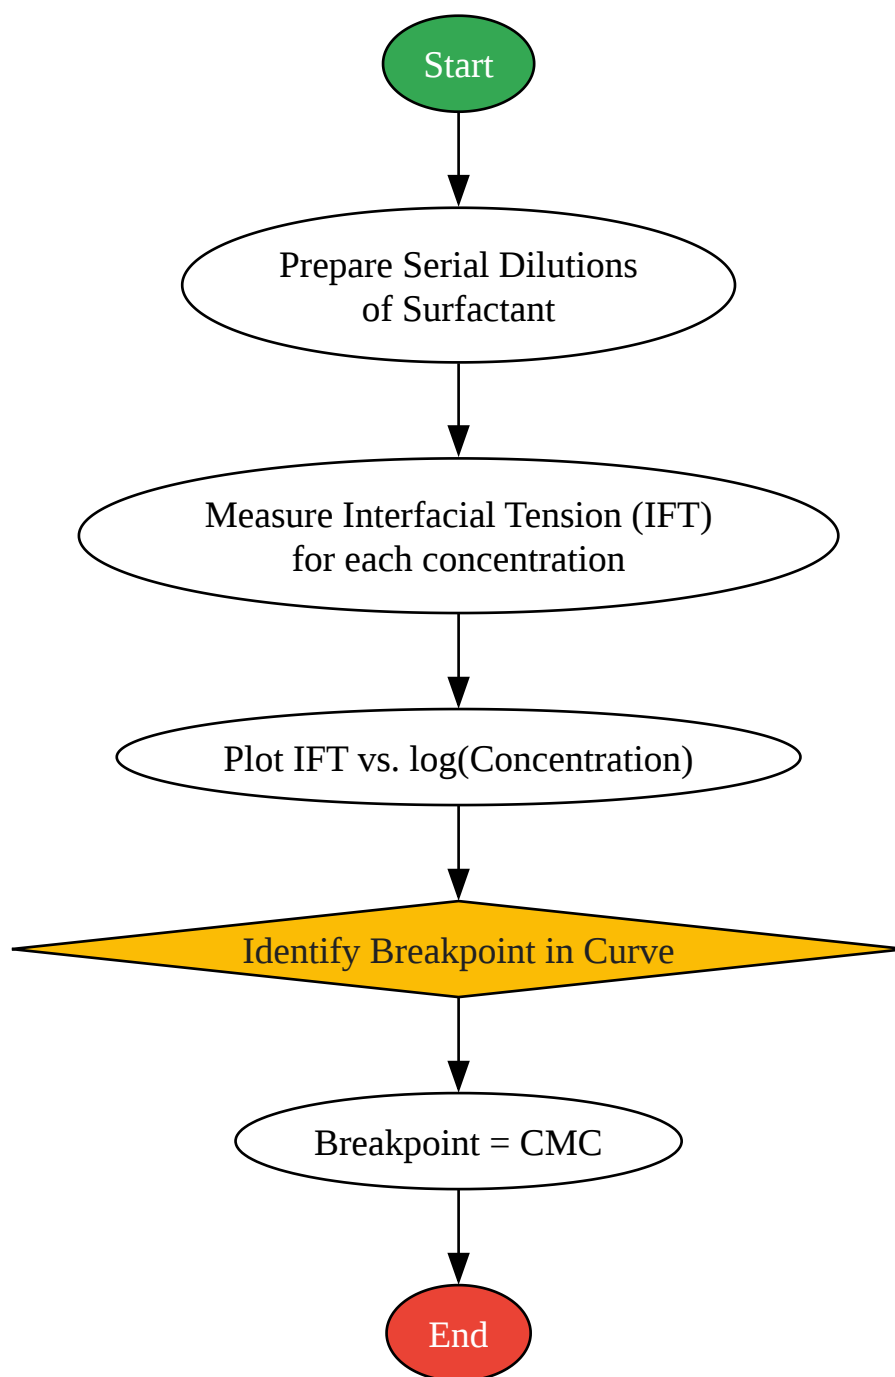 Start
Prepare Serial Dilutions
of Surfactant
Measure Interfacial Tension (IFT)
for each concentration
Plot IFT vs. log(Concentration)
Identify Breakpoint in Curve
Breakpoint = CMC
End